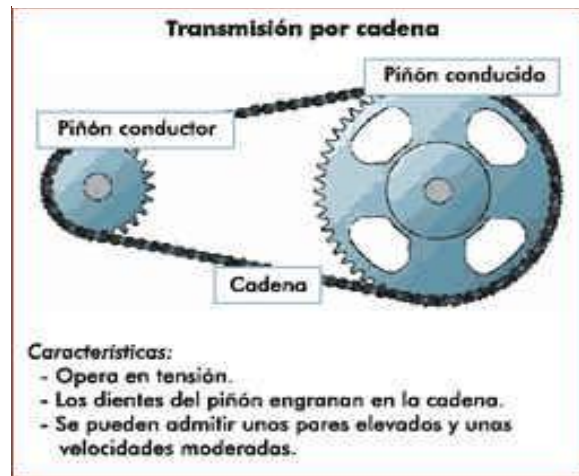 Transmisión por cadena
Piñón conducido
Piñón conductor
Cadena
Características:
- Opera en tensión.
- Los dientes del piñón engranan en la cadena.
- Se pueden admitir unos pares elevados y unas
velocidades moderadas.